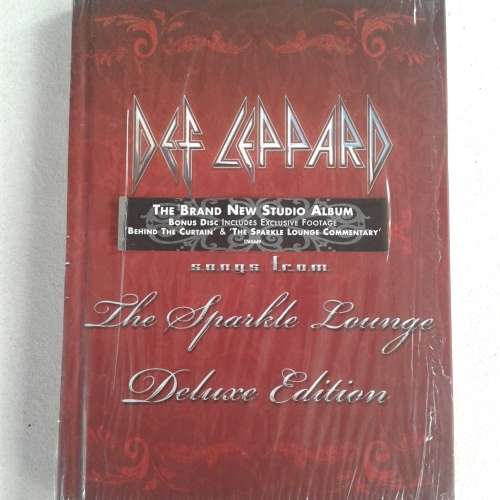 DEF LEPPARD
THE BRAND NEW STUDIO ALBUM
BONUS DISC INCLUDES EXCLUSIVE FOOTAGE
'BEHIND THE CURTAIN' & 'THE SPARKLE LOUNGE COMMENTARY'
songs from
The Sparkle Lounge
Deluxe Edition